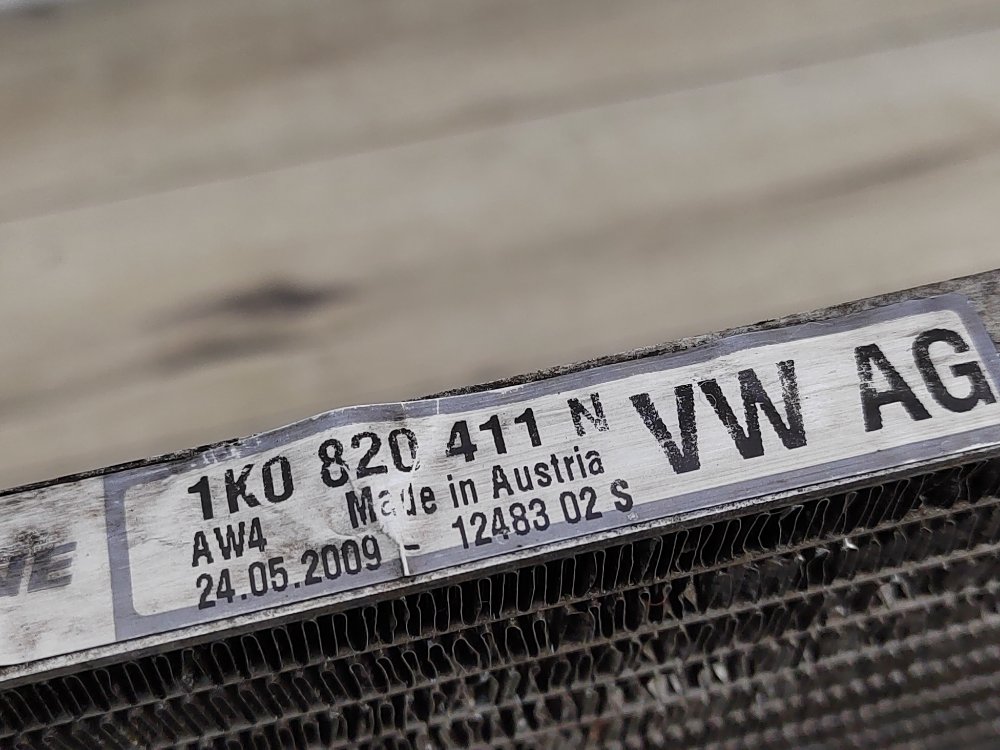 1K0 820 411 N
VW AG
AW4 Made in Austria
24.05.2009 - 12483 02 S